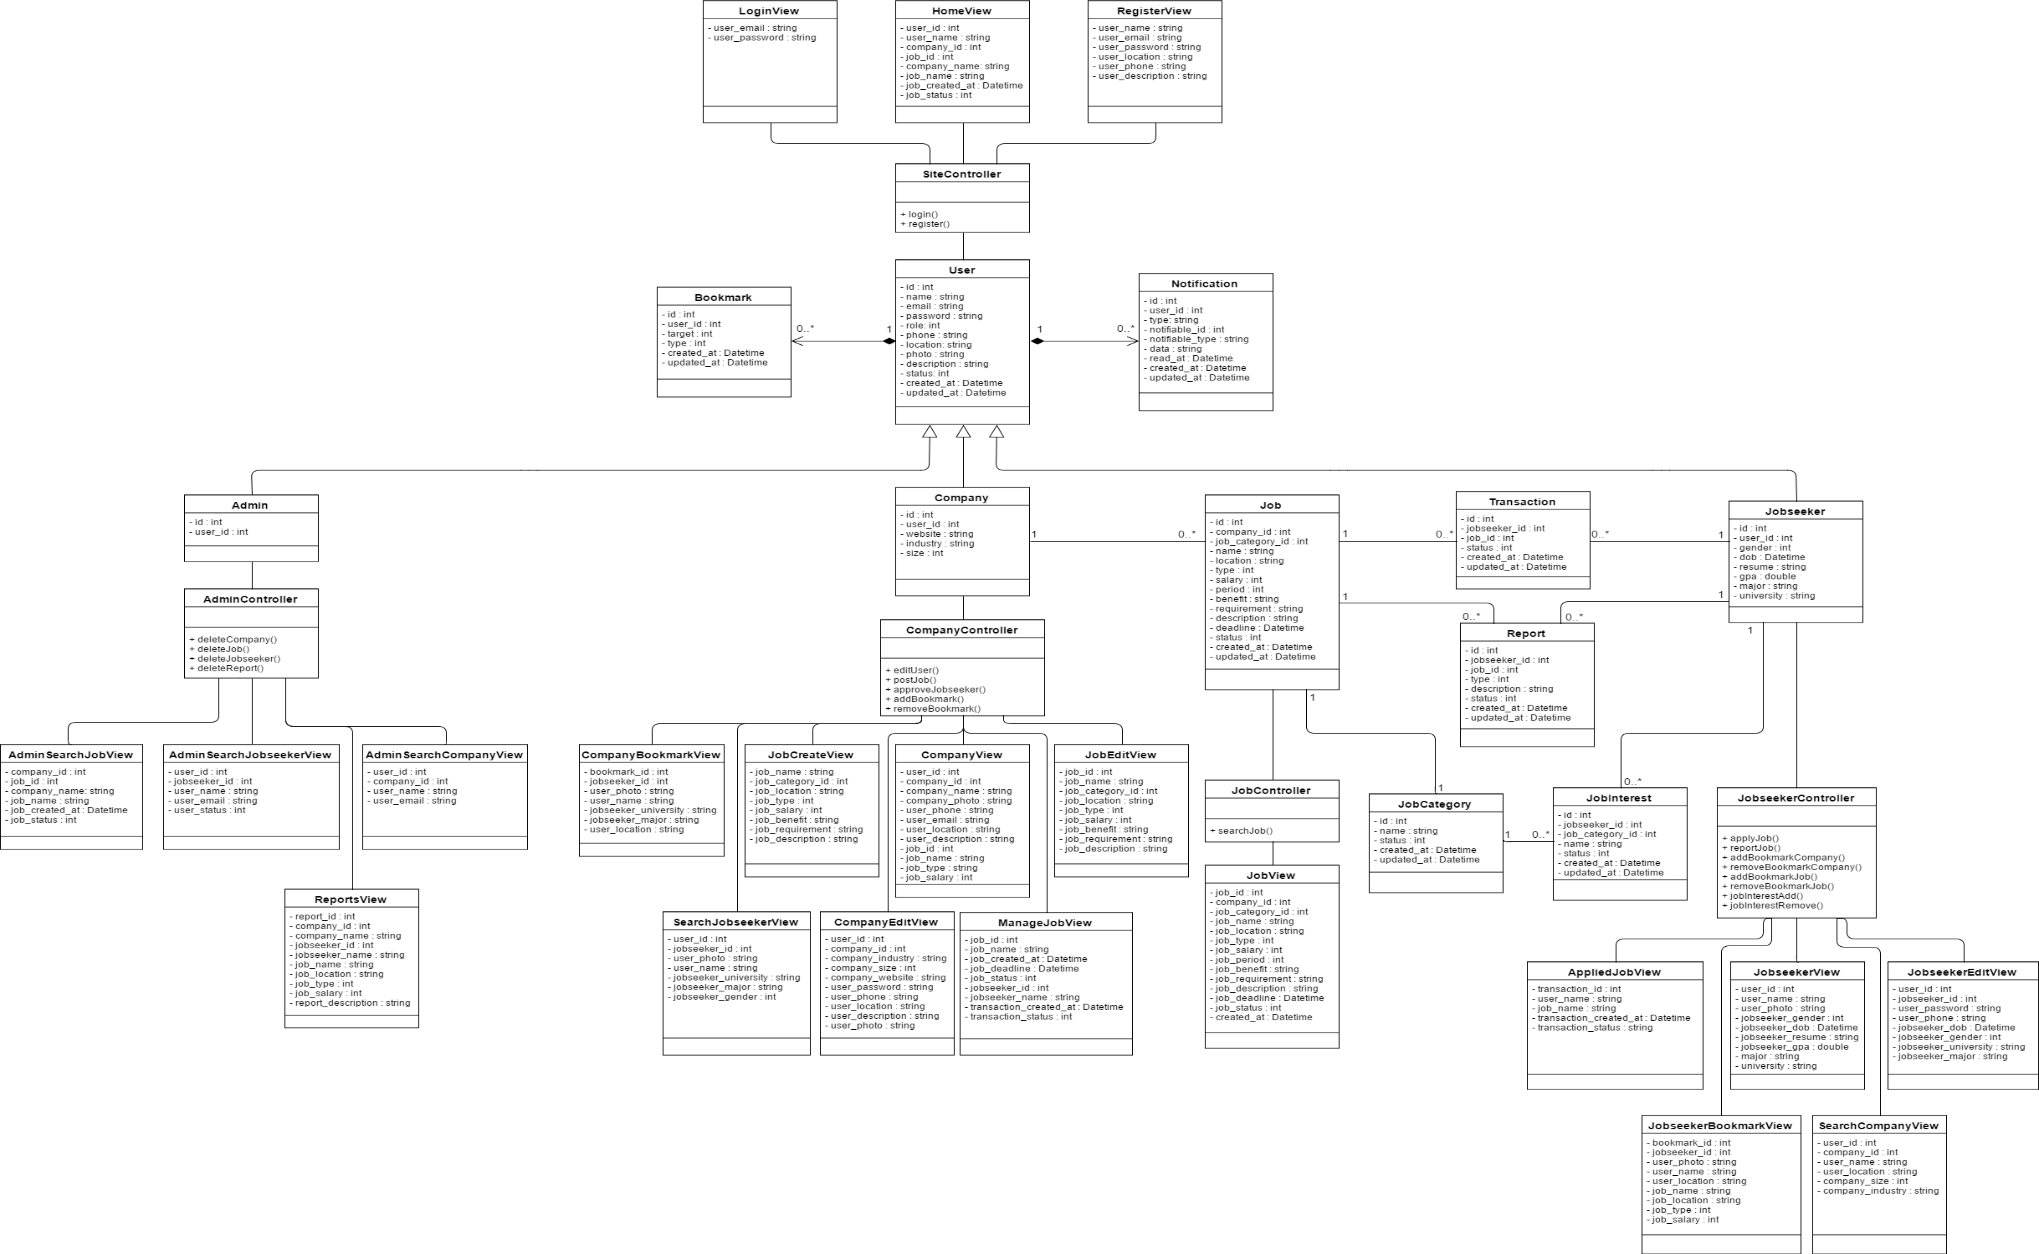 LoginView
- user_email : string
- user_password : string
HomeView
- user_id : int
- user_name : string
- company_id : int
- job_id : int
- company_name: string
- job_name : string
- job_created_at : Datetime
- job_status : int
RegisterView
- user_name : string
- user_email : string
- user_password : string
- user_location : string
- user_phone : string
- user_description : string
SiteController
+ login()
+ register()
Bookmark
- id : int
- user_id : int
- target : int
- type : int
- created_at : Datetime
- updated_at : Datetime
0..*
1
User
- id : int
- name : string
- email : string
- password : string
- role: int
- phone : string
- location: string
- photo : string
- description : string
- status: int
- created_at : Datetime
- updated_at : Datetime
1
0..*
Notification
- id : int
- user_id : int
- type: string
- notifiable_id : int
- notifiable_type : string
- data : string
- read_at : Datetime
- created_at : Datetime
- updated_at : Datetime
Admin
- id : int
- user_id : int
Company
- id : int
- user_id : int
- website : string
- industry : string
- size : int
1
0..*
Job
- id : int
- company_id : int
- job_category_id : int
- name : string
- location : string
- type : int
- salary : int
- period : int
- benefit : string
- requirement : string
- description : string
- deadline : Datetime
- status : int
- created_at : Datetime
- updated_at : Datetime
1
0..*
Transaction
- id : int
- jobseeker_id : int
- job_id : int
- status : int
- created_at : Datetime
- updated_at : Datetime
0..*
1
Jobseeker
- id : int
- user_id : int
- gender : int
- dob : Datetime
- resume : string
- gpa : double
- major : string
- university : string
1
0..*
0..*
1
1
Report
- id : int
- jobseeker_id : int
- job_id : int
- type : int
- description : string
- status : int
- created_at : Datetime
- updated_at : Datetime
AdminController
+ deleteCompany()
+ deleteJob()
+ deleteJobseeker()
+ deleteReport()
CompanyController
+ editUser()
+ postJob()
+ approveJobseeker()
+ addBookmark()
+ removeBookmark()
1
AdminSearchJobView
- company_id : int
- job_id : int
- company_name: string
- job_name : string
- job_created_at : Datetime
- job_status : int
AdminSearchJobseekerView
- user_id : int
- jobseeker_id : int
- user_name : string
- user_email : string
- user_status : int
AdminSearchCompanyView
- user_id : int
- company_id : int
- user_name : string
- user_email : string
CompanyBookmarkView
- bookmark_id : int
- jobseeker_id : int
- user_photo : string
- user_name : string
- jobseeker_university : string
- jobseeker_major : string
- user_location : string
JobCreateView
- job_name : string
- job_category_id : int
- job_location : string
- job_type : int
- job_salary : int
- job_benefit : string
- job_requirement : string
- job_description : string
CompanyView
- user_id : int
- company_id : int
- company_name : string
- company_photo : string
- user_phone : string
- user_email : string
- user_location : string
- user_description : string
- job_id : int
- job_name : string
- job_type : string
- job_salary : int
JobEditView
- job_id : int
- job_name : string
- job_category_id : int
- job_location : string
- job_type : int
- job_salary : int
- job_benefit : string
- job_requirement : string
- job_description : string
JobController
+ searchJob()
1
JobCategory
- id : int
- name : string
- status : int
- created_at : Datetime
- updated_at : Datetime
1
0..*
0..*
JobInterest
- id : int
- jobseeker_id : int
- job_category_id : int
- name : string
- status : int
- created_at : Datetime
- updated_at : Datetime
JobseekerController
+ applyJob()
+ reportJob()
+ addBookmarkCompany()
+ removeBookmarkCompany()
+ addBookmarkJob()
+ removeBookmarkJob()
+ jobInterestAdd()
+ jobInterestRemove()
ReportsView
- report_id : int
- company_id : int
- company_name : string
- jobseeker_id : int
- jobseeker_name : string
- job_name : string
- job_location : string
- job_type : int
- job_salary : int
- report_description : string
SearchJobseekerView
- user_id : int
- jobseeker_id : int
- user_photo : string
- user_name : string
- jobseeker_university : string
- jobseeker_major : string
- jobseeker_gender : int
CompanyEditView
- user_id : int
- company_id : int
- company_industry : string
- company_size : int
- company_website : string
- user_password : string
- user_phone : string
- user_location : string
- user_description : string
- user_photo : string
ManageJobView
- job_id : int
- job_name : string
- job_created_at : Datetime
- job_deadline : Datetime
- job_status : int
- jobseeker_id : int
- jobseeker_name : string
- transaction_created_at : Datetime
- transaction_status : int
JobView
- job_id : int
- company_id : int
- job_category_id : int
- job_name : string
- job_location : string
- job_type : int
- job_salary : int
- job_period : int
- job_benefit : string
- job_requirement : string
- job_description : string
- job_deadline : Datetime
- job_status : int
- created_at : Datetime
AppliedJobView
- transaction_id : int
- user_name : string
- job_name : string
- transaction_created_at : Datetime
- transaction_status : string
JobseekerView
- user_id : int
- user_name : string
- user_photo : string
- jobseeker_gender : int
- jobseeker_dob : Datetime
- jobseeker_resume : string
- jobseeker_gpa : double
- major : string
- university : string
JobseekerEditView
- user_id : int
- jobseeker_id : int
- user_password : string
- user_phone : string
- jobseeker_dob : Datetime
- jobseeker_gender : int
- jobseeker_university : string
- jobseeker_major : string
JobseekerBookmarkView
- bookmark_id : int
- jobseeker_id : int
- user_photo : string
- user_name : string
- user_location : string
- job_name : string
- job_location : string
- job_type : int
- job_salary : int
SearchCompanyView
- user_id : int
- company_id : int
- user_name : string
- user_location : string
- company_size : int
- company_industry : string